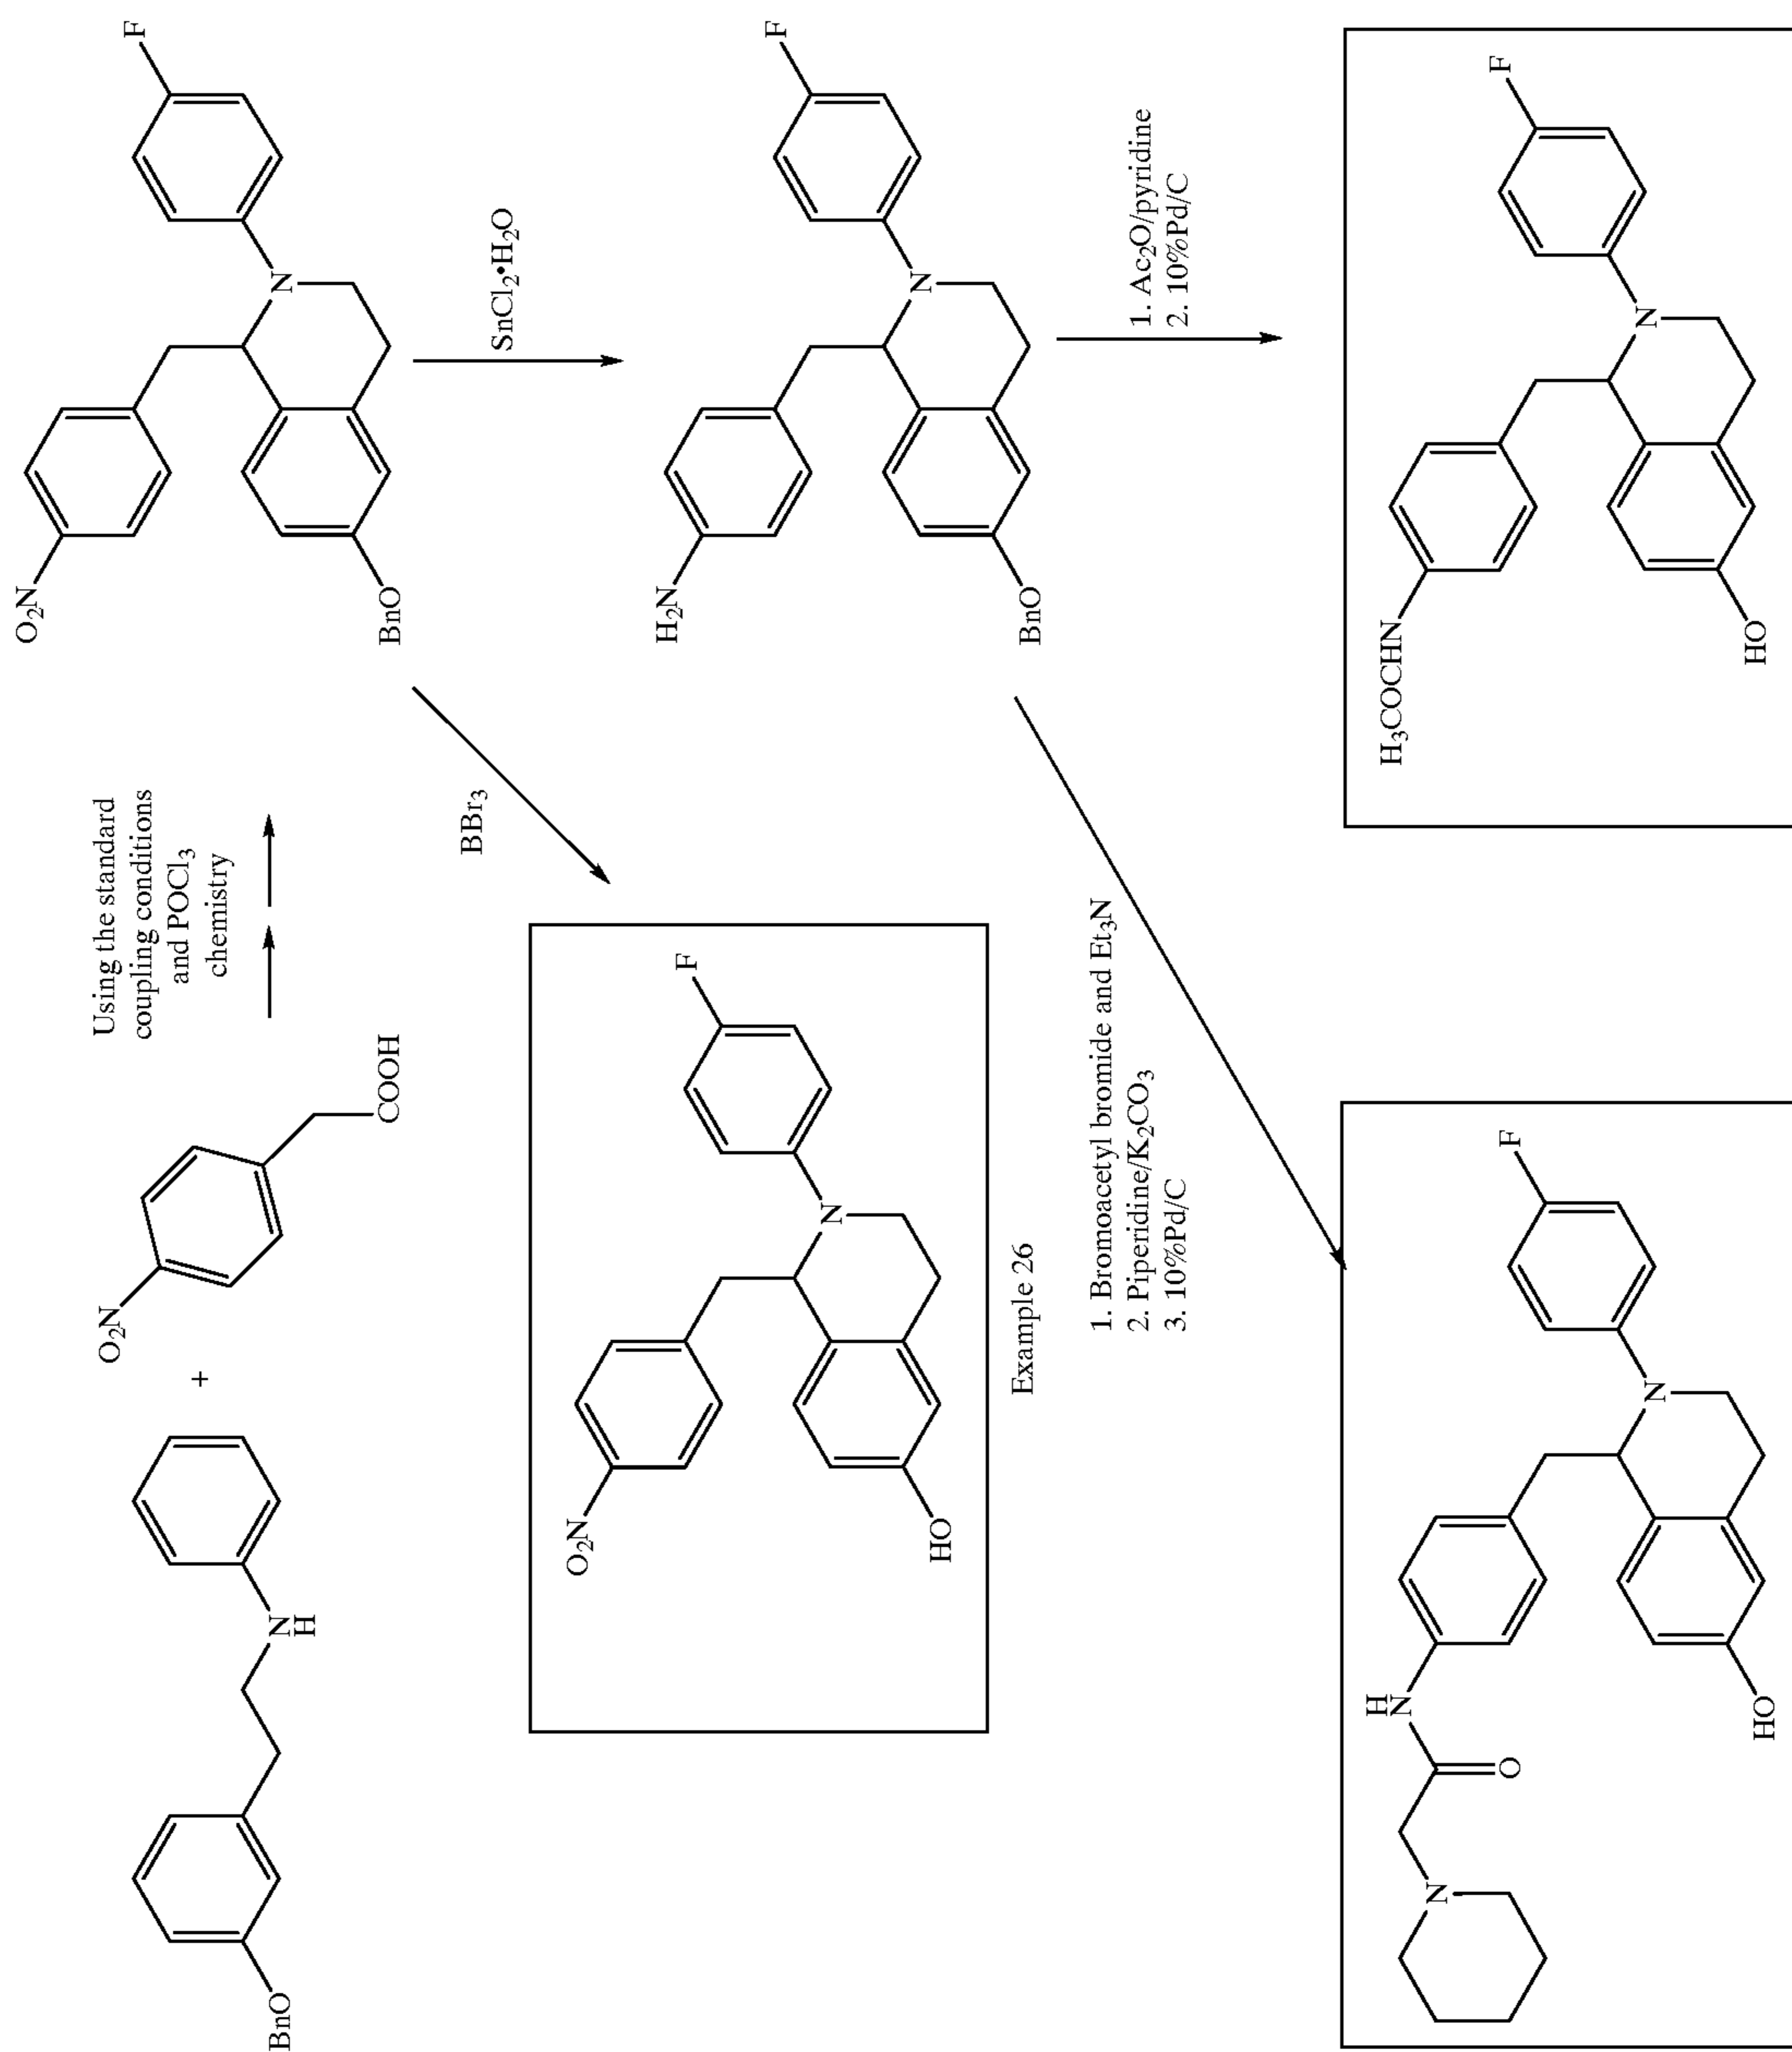 BnO
N
H
+
O₂N
COOH
Using the standard
coupling conditions
and POCl₃
chemistry
O₂N
BnO
N
F
BBr₃
SnCl₂•H₂O
O₂N
HO
N
F
Example 26
H₂N
BnO
N
F
1. Bromoacetyl bromide and Et₃N
2. Piperidine/K₂CO₃
3. 10%Pd/C
1. Ac₂O/pyridine
2. 10%Pd/C
N
O
H
N
HO
N
F
H₃COCHN
HO
N
F